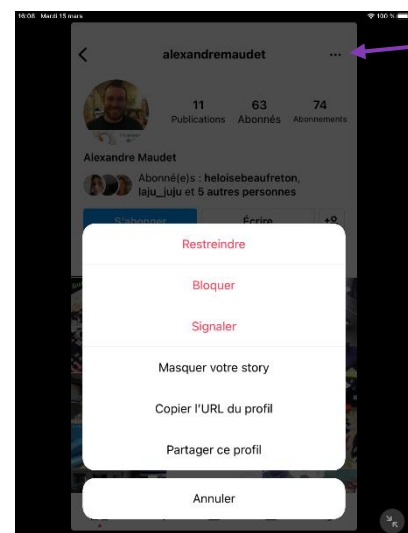 16:08 Mardi 15 mars
100 %
alexandremaudet
11 63 74
Publications Abonnés Abonnements
Alexandre Maudet
Abonné(e)s : heloisebeaufreton,
laju_juju et 5 autres personnes
S'abonner Écrire
Restreindre
Bloquer
Signaler
Masquer votre story
Copier l'URL du profil
Partager ce profil
Annuler